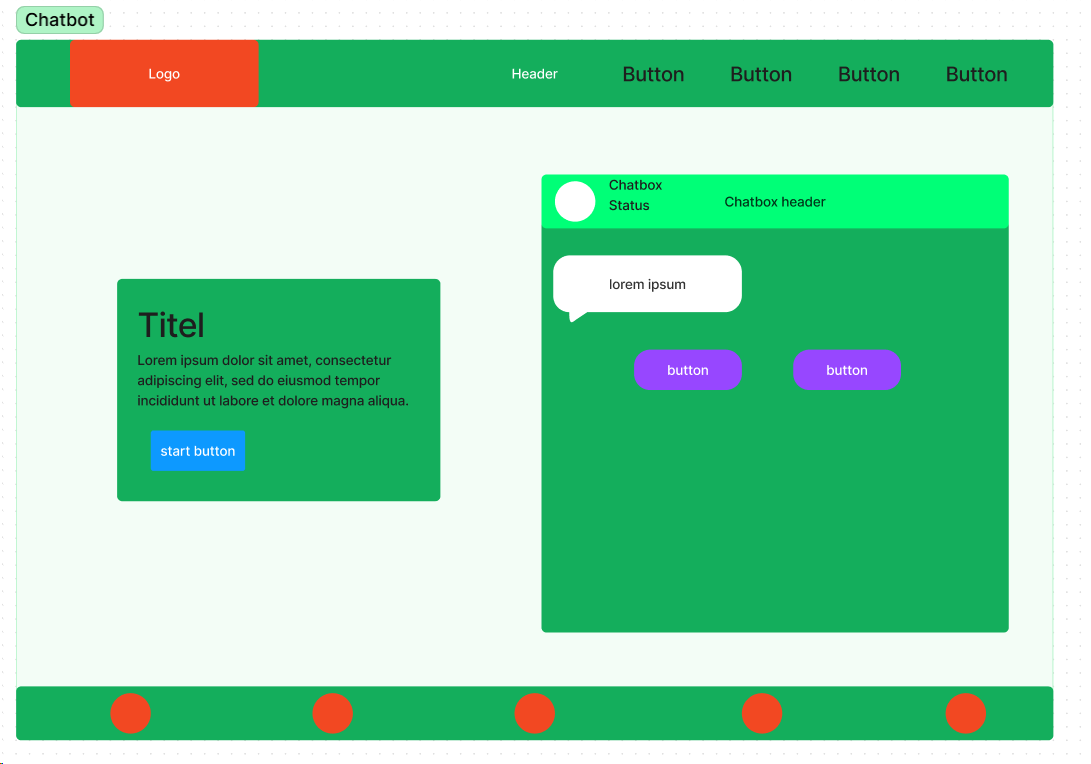 Chatbot
Logo
Header
Button
Button
Button
Button
Chatbox
Status
Chatbox header
lorem ipsum
button
button
Titel
Lorem ipsum dolor sit amet, consectetur
adipiscing elit, sed do eiusmod tempor
incididunt ut labore et dolore magna aliqua.
start button